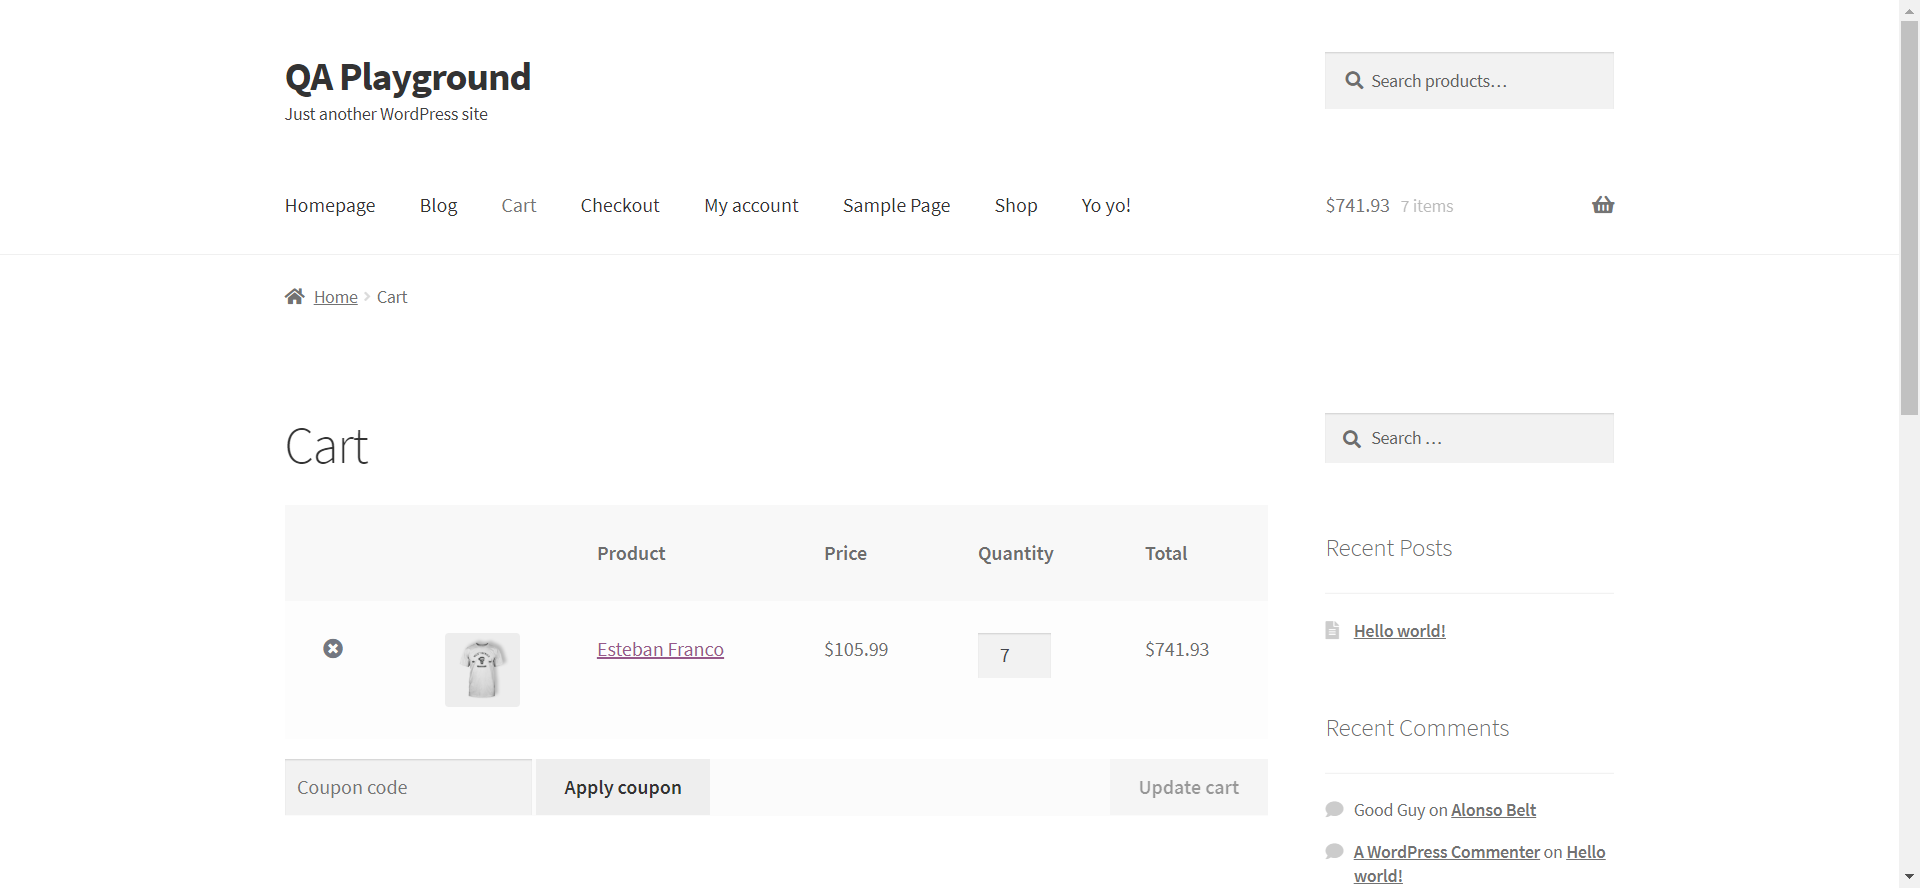 QA Playground
Just another WordPress site
Search products…
Homepage Blog Cart Checkout My account Sample Page Shop Yo yo!
$741.93 7 items
Home Cart
Cart
Product Price Quantity Total
Esteban Franco $105.99 7 $741.93
Coupon code Apply coupon Update cart
Search …
Recent Posts
Hello world!
Recent Comments
Good Guy on Alonso Belt
A WordPress Commenter on Hello
world!